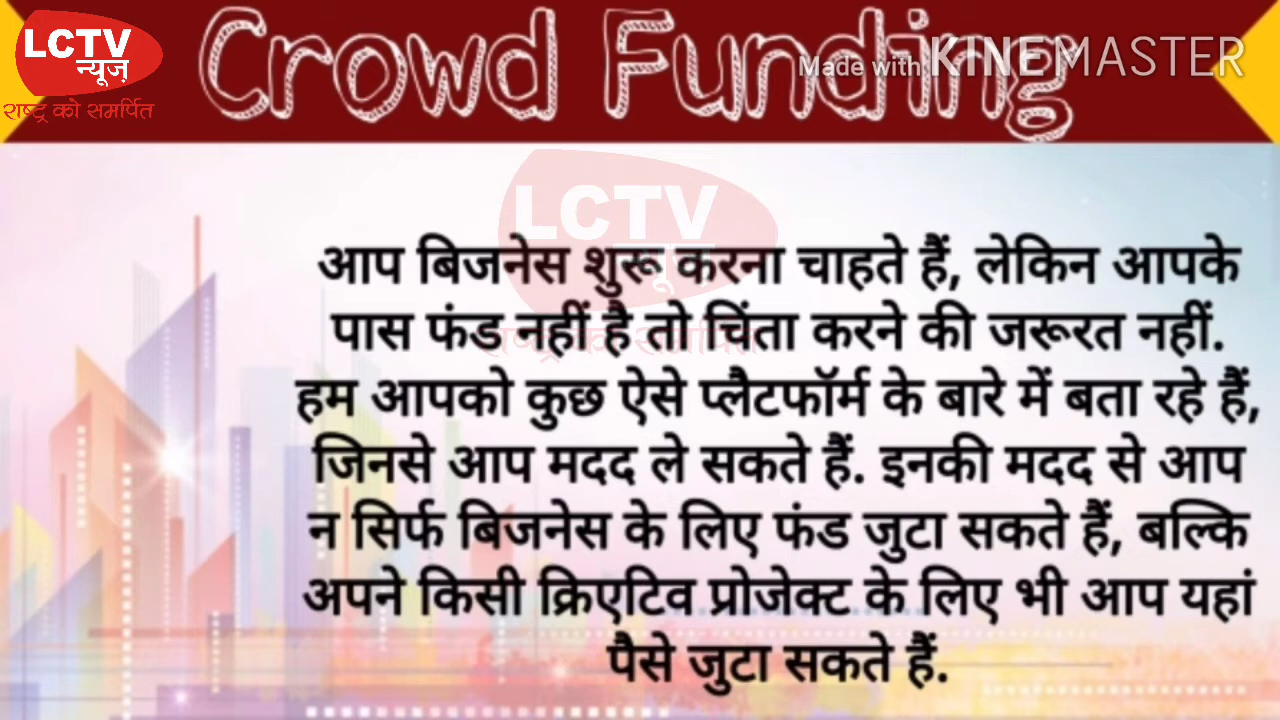 Crowd Funding
LCTV
न्यूज़
राष्ट्र को समर्पित
Made with KINEMASTER
LCTV
न्यूज़
राष्ट्र को समर्पित
आप बिजनेस शुरू करना चाहते हैं, लेकिन आपके
पास फंड नहीं है तो चिंता करने की जरूरत नहीं.
हम आपको कुछ ऐसे प्लैटफॉर्म के बारे में बता रहे हैं,
जिनसे आप मदद ले सकते हैं. इनकी मदद से आप
न सिर्फ बिजनेस के लिए फंड जुटा सकते हैं, बल्कि
अपने किसी क्रिएटिव प्रोजेक्ट के लिए भी आप यहां
पैसे जुटा सकते हैं.